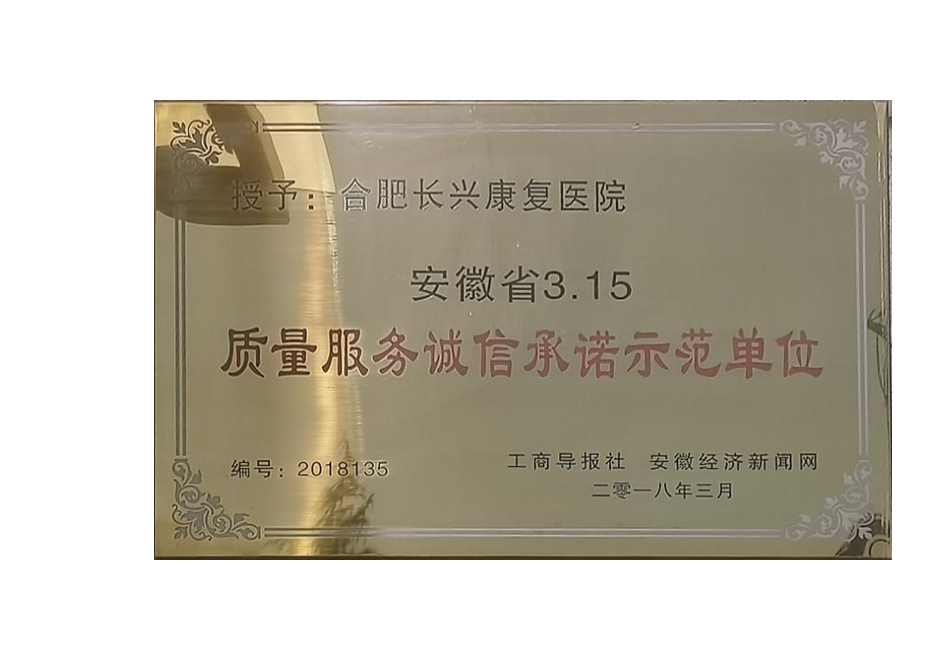 授予：合肥长兴康复医院
安徽省3.15
质量服务诚信承诺示范单位
编号：2018135
工商导报社 安徽经济新闻网
二零一八年三月